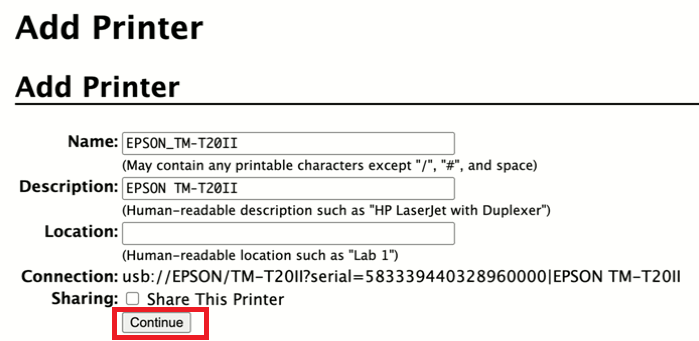 Add Printer
Add Printer
Name: EPSON_TM-T20II
(May contain any printable characters except "/", "#", and space)
Description: EPSON TM-T20II
(Human-readable description such as "HP LaserJet with Duplexer")
Location:
(Human-readable location such as "Lab 1")
Connection: usb://EPSON/TM-T20II?serial=583339440328960000|EPSON TM-T20II
Sharing: Share This Printer
Continue